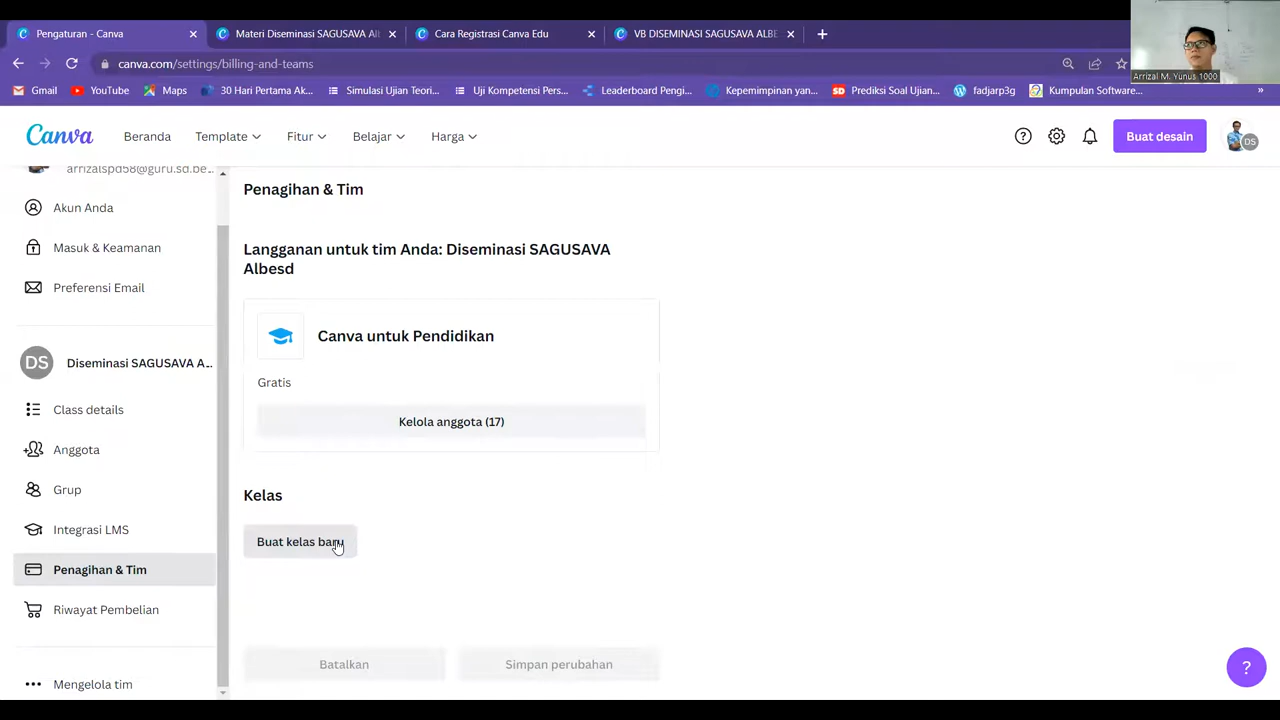 Pengaturan - Canva
Materi Diseminasi SAGUSAVA Al
Cara Registrasi Canva Edu
VB DISEMINASI SAGUSAVA ALBE
canva.com/settings/billing-and-teams
Arrizal M. Yunus 1000
Gmail
YouTube
Maps
30 Hari Pertama Ak...
Simulasi Ujian Teori...
Uji Kompetensi Pers...
Leaderboard Pengi...
Kepemimpinan yan...
SD Prediksi Soal Ujian...
fadjarp3g
Kumpulan Software...
»
Canva
Beranda
Template
Fitur
Belajar
Harga
Buat desain
DS
arrizalspd58@guru.sd.be...
Akun Anda
Masuk & Keamanan
Preferensi Email
DS
Diseminasi SAGUSAVA A...
Class details
Anggota
Grup
Integrasi LMS
Penagihan & Tim
Riwayat Pembelian
Mengelola tim
Penagihan & Tim
Langganan untuk tim Anda: Diseminasi SAGUSAVA
Albesd
Canva untuk Pendidikan
Gratis
Kelola anggota (17)
Kelas
Buat kelas baru
Batalkan
Simpan perubahan
?